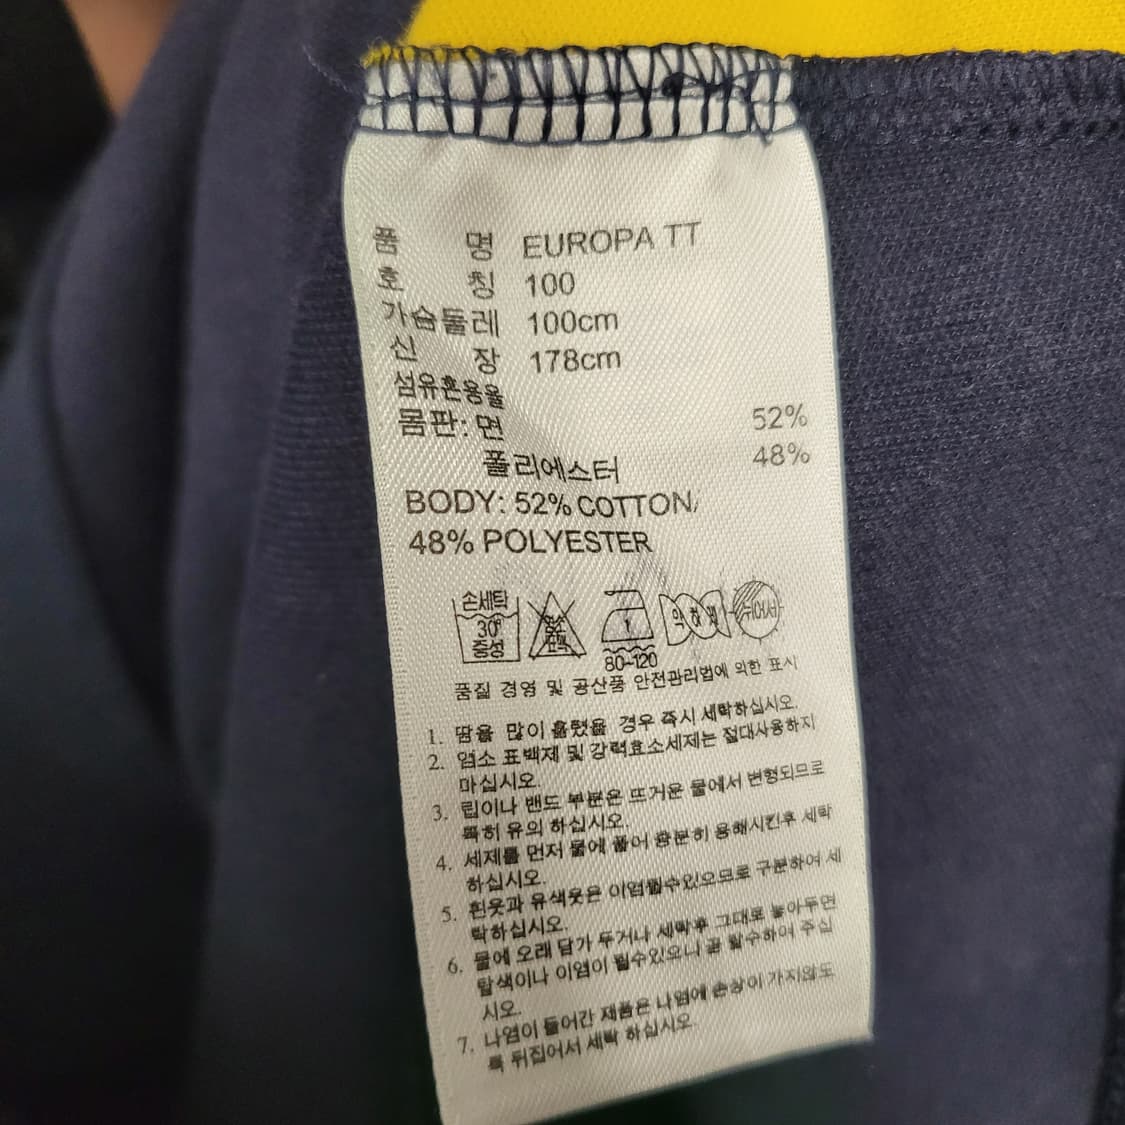 품 명 EUROPA TT
호 칭 100
가슴둘레 100cm
신 장 178cm
섬유혼용율
몸판: 면 52%
폴리에스터 48%
BODY: 52% COTTON,
48% POLYESTER
손세탁
30°
중성
염소
표백
1
80~120
약하게
뉘어서
품질 경영 및 공산품 안전관리법에 의한 표시
1. 땀을 많이 흘렸을 경우 즉시 세탁하십시오.
2. 염소 표백제 및 강력효소세제는 절대사용하지
마십시오.
3. 립이나 밴드 부분은 뜨거운 물에서 변형되므로
특히 유의 하십시오.
4. 세제를 먼저 물에 풀어 충분히 용해시킨후 세탁
하십시오.
5. 흰옷과 유색옷은 이염될수있으므로 구분하여 세
탁하십시오.
6. 물에 오래 담가 두거나 세탁후 그대로 놓아두면
탈색이나 이염이 될수있으니 곧 탈수하여 주십
시오.
7. 나염이 들어간 제품은 나염에 손상이 가지않도
록 뒤집어서 세탁 하십시오.